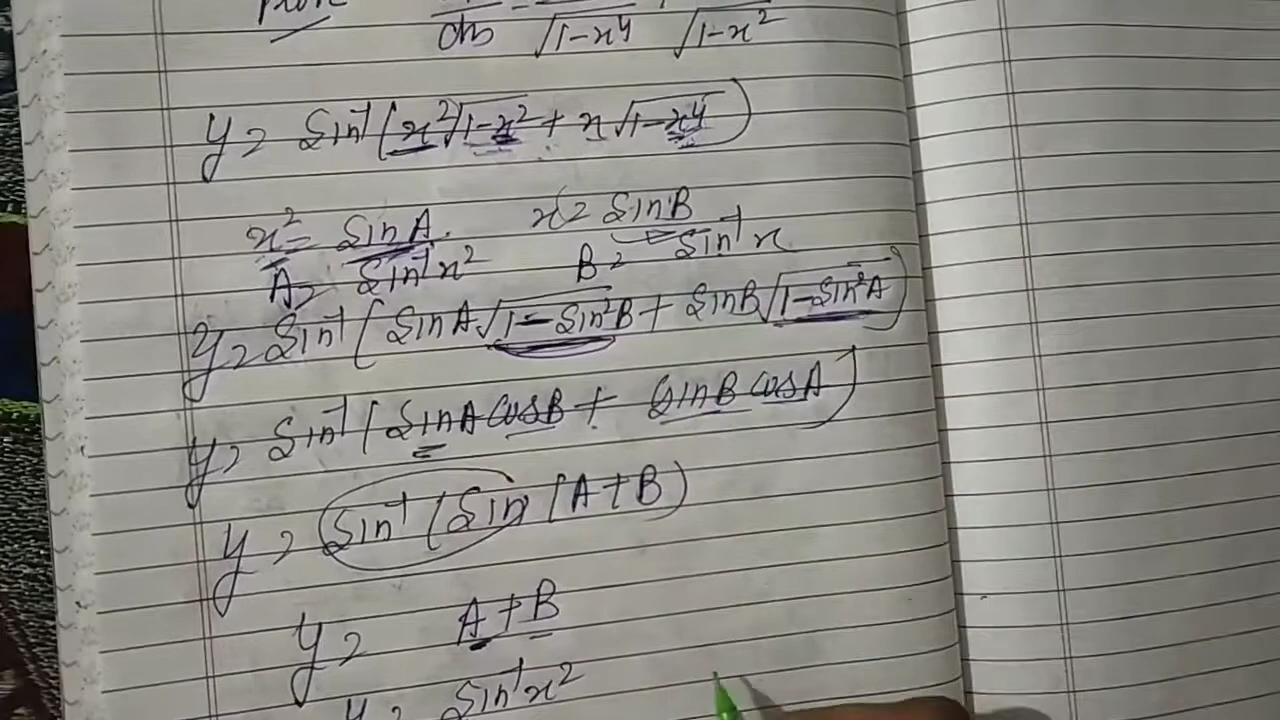 dx √1-x⁴ √1-x²
y = Sin⁻¹(x²√1-x² + x√1-x⁴)
x² = SinA. x = SinB
A = Sin⁻¹x² B = Sin⁻¹x
y = Sin⁻¹[SinA√1-Sin²B + SinB√1-Sin²A)
y = Sin⁻¹(SinA cosB + SinB cosA)
y = Sin⁻¹(Sin(A+B)
y = A+B
y = Sin⁻¹x²